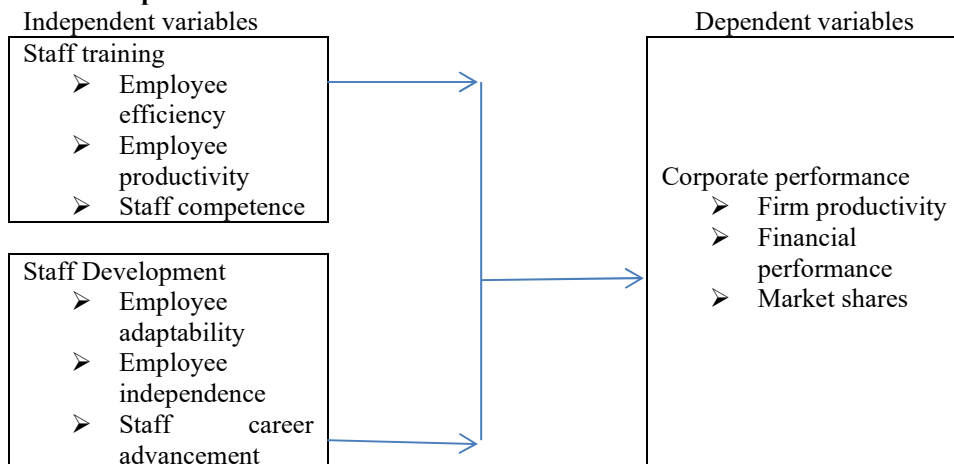 Independent variables
Staff training
➢ Employee
efficiency
➢ Employee
productivity
➢ Staff competence
Staff Development
➢ Employee
adaptability
➢ Employee
independence
➢ Staff career
advancement
Dependent variables
Corporate performance
➢ Firm productivity
➢ Financial
performance
➢ Market shares